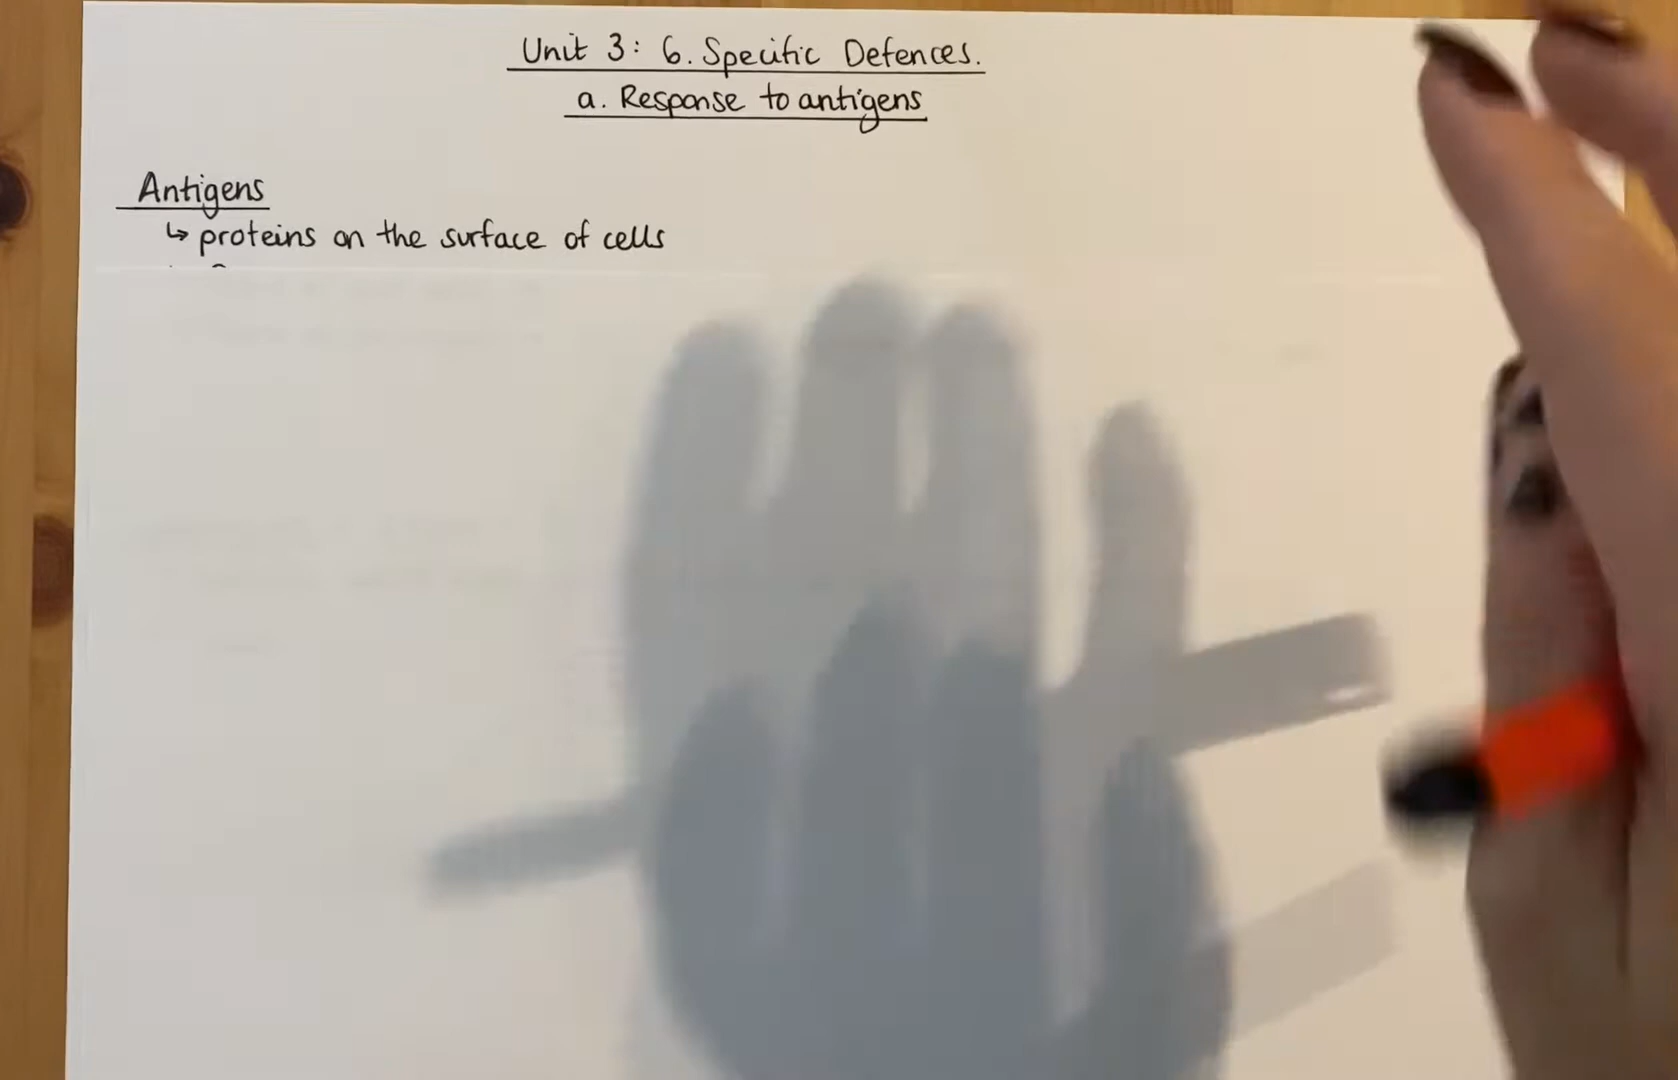 Unit 3: 6. Specific Defences.
a. Response to antigens
Antigens
↳ proteins on the surface of cells